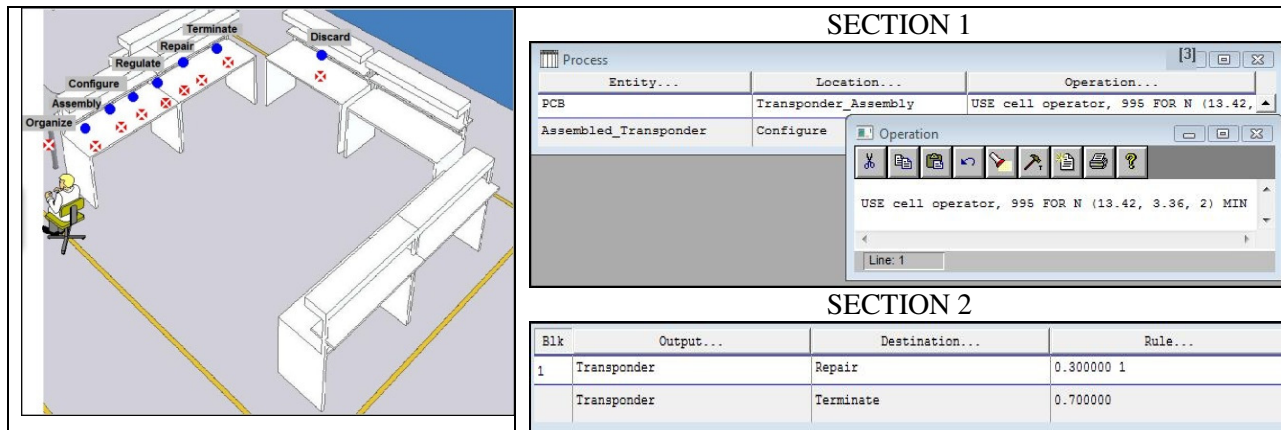 Terminate
Discard
Repair
Regulate
Configure
Assembly
Organize
SECTION 1
Process [3]
Entity... Location... Operation...
PCB Transponder_Assembly USE cell operator, 995 FOR N (13.42,
Assembled_Transponder Configure
Operation
USE cell operator, 995 FOR N (13.42, 3.36, 2) MIN
Line: 1
SECTION 2
Blk Output... Destination... Rule...
1 Transponder Repair 0.300000 1
Transponder Terminate 0.700000